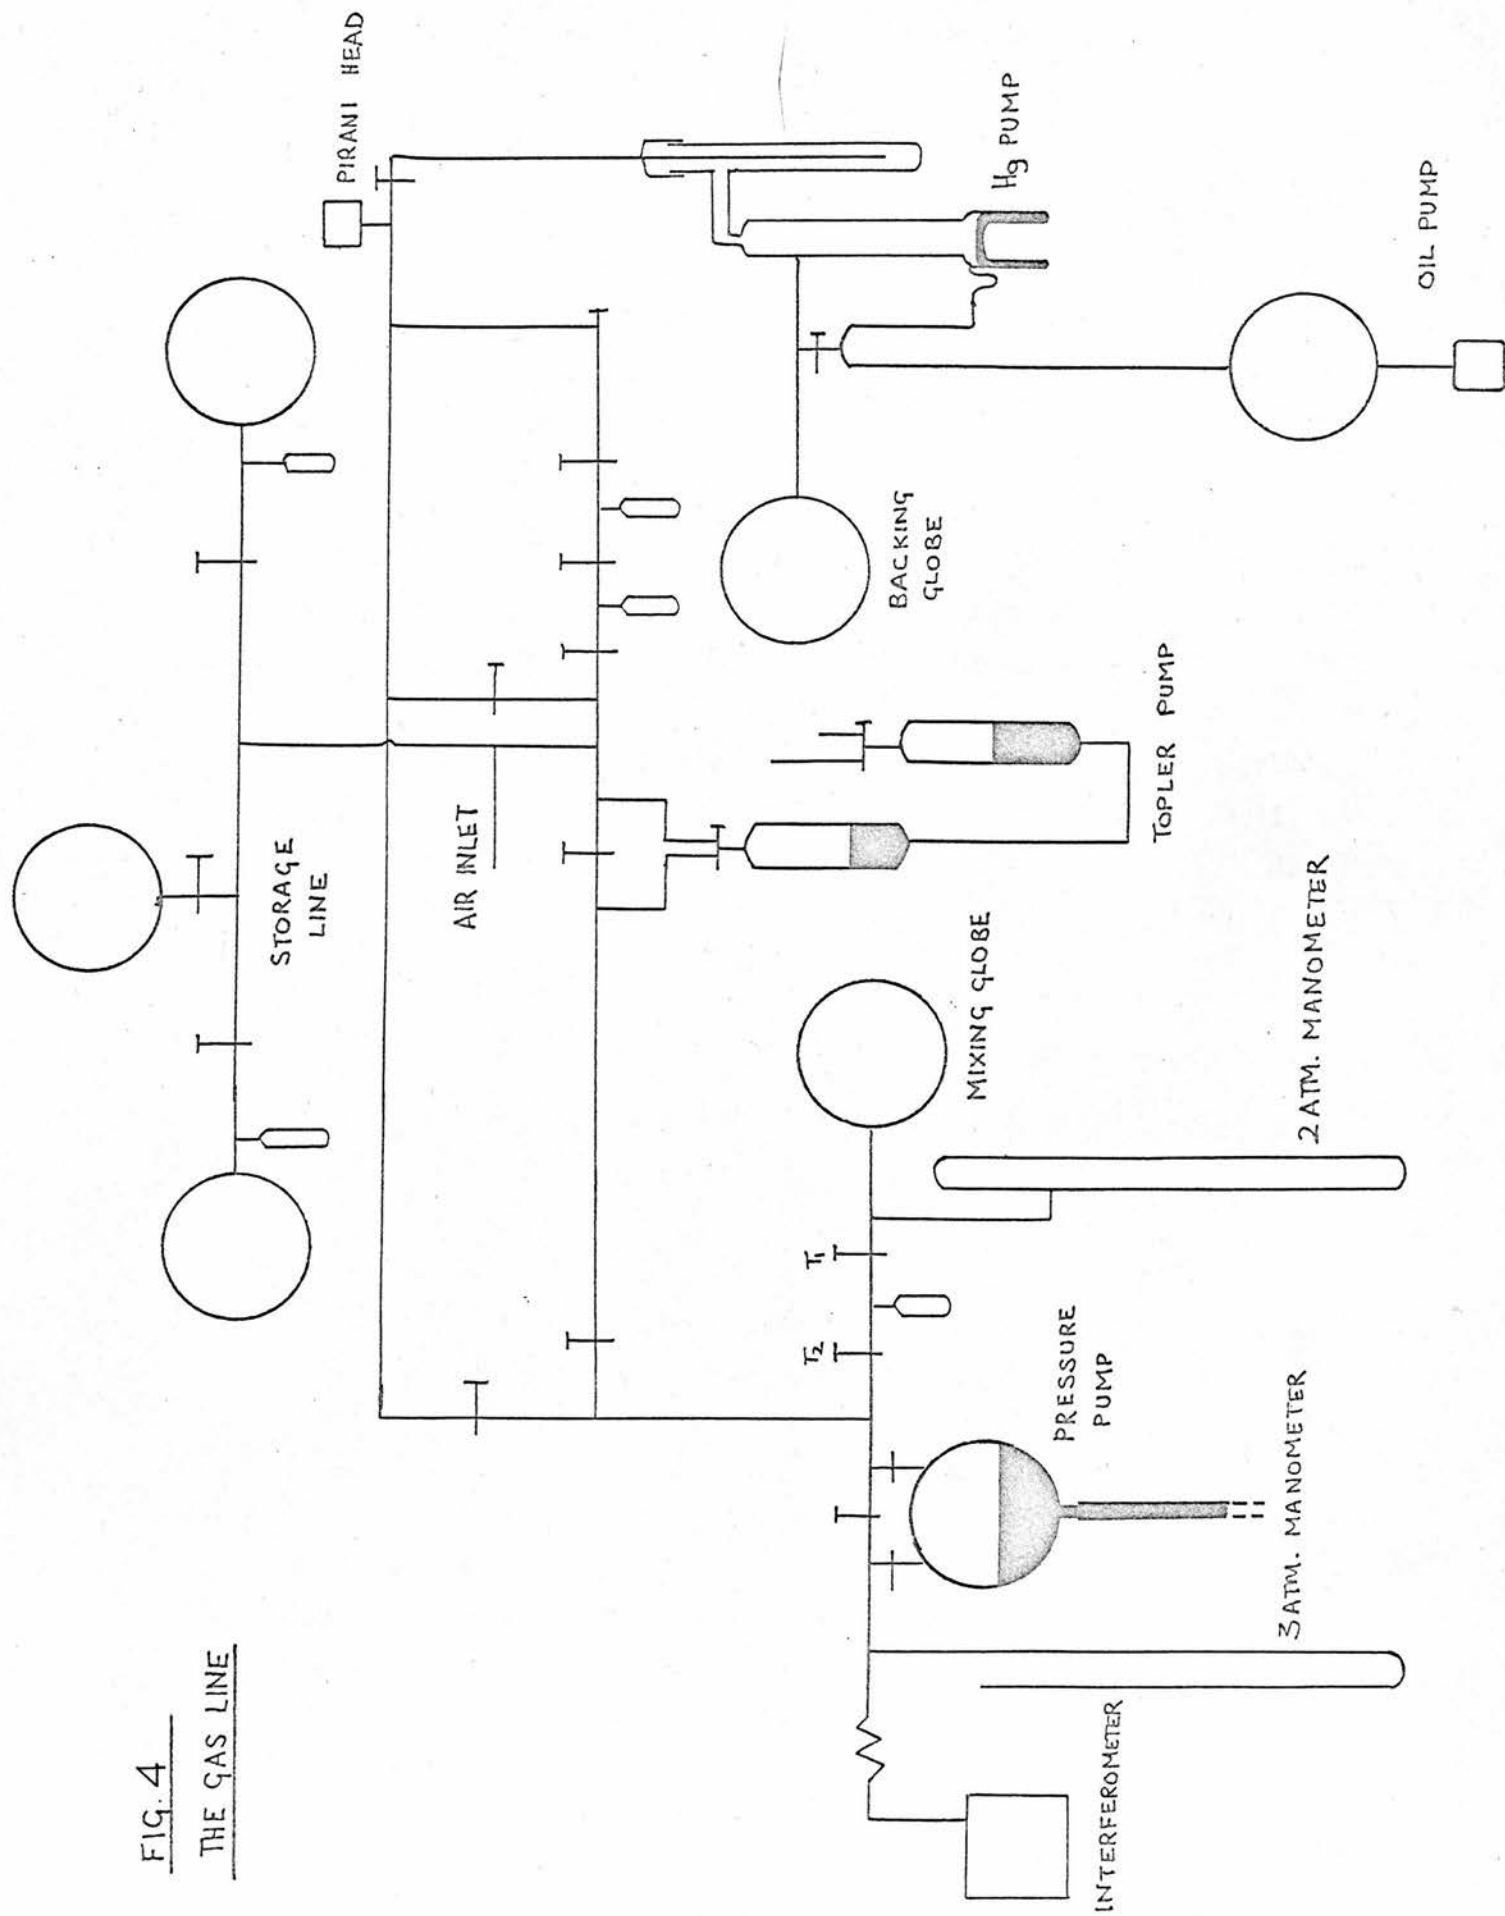 FIG. 4
THE GAS LINE
STORAGE
LINE
PIRANI HEAD
AIR INLET
T₂
T₁
MIXING GLOBE
BACKING
GLOBE
Hg PUMP
INTERFEROMETER
3 ATM. MANOMETER
PRESSURE
PUMP
2 ATM. MANOMETER
TOPLER PUMP
OIL PUMP